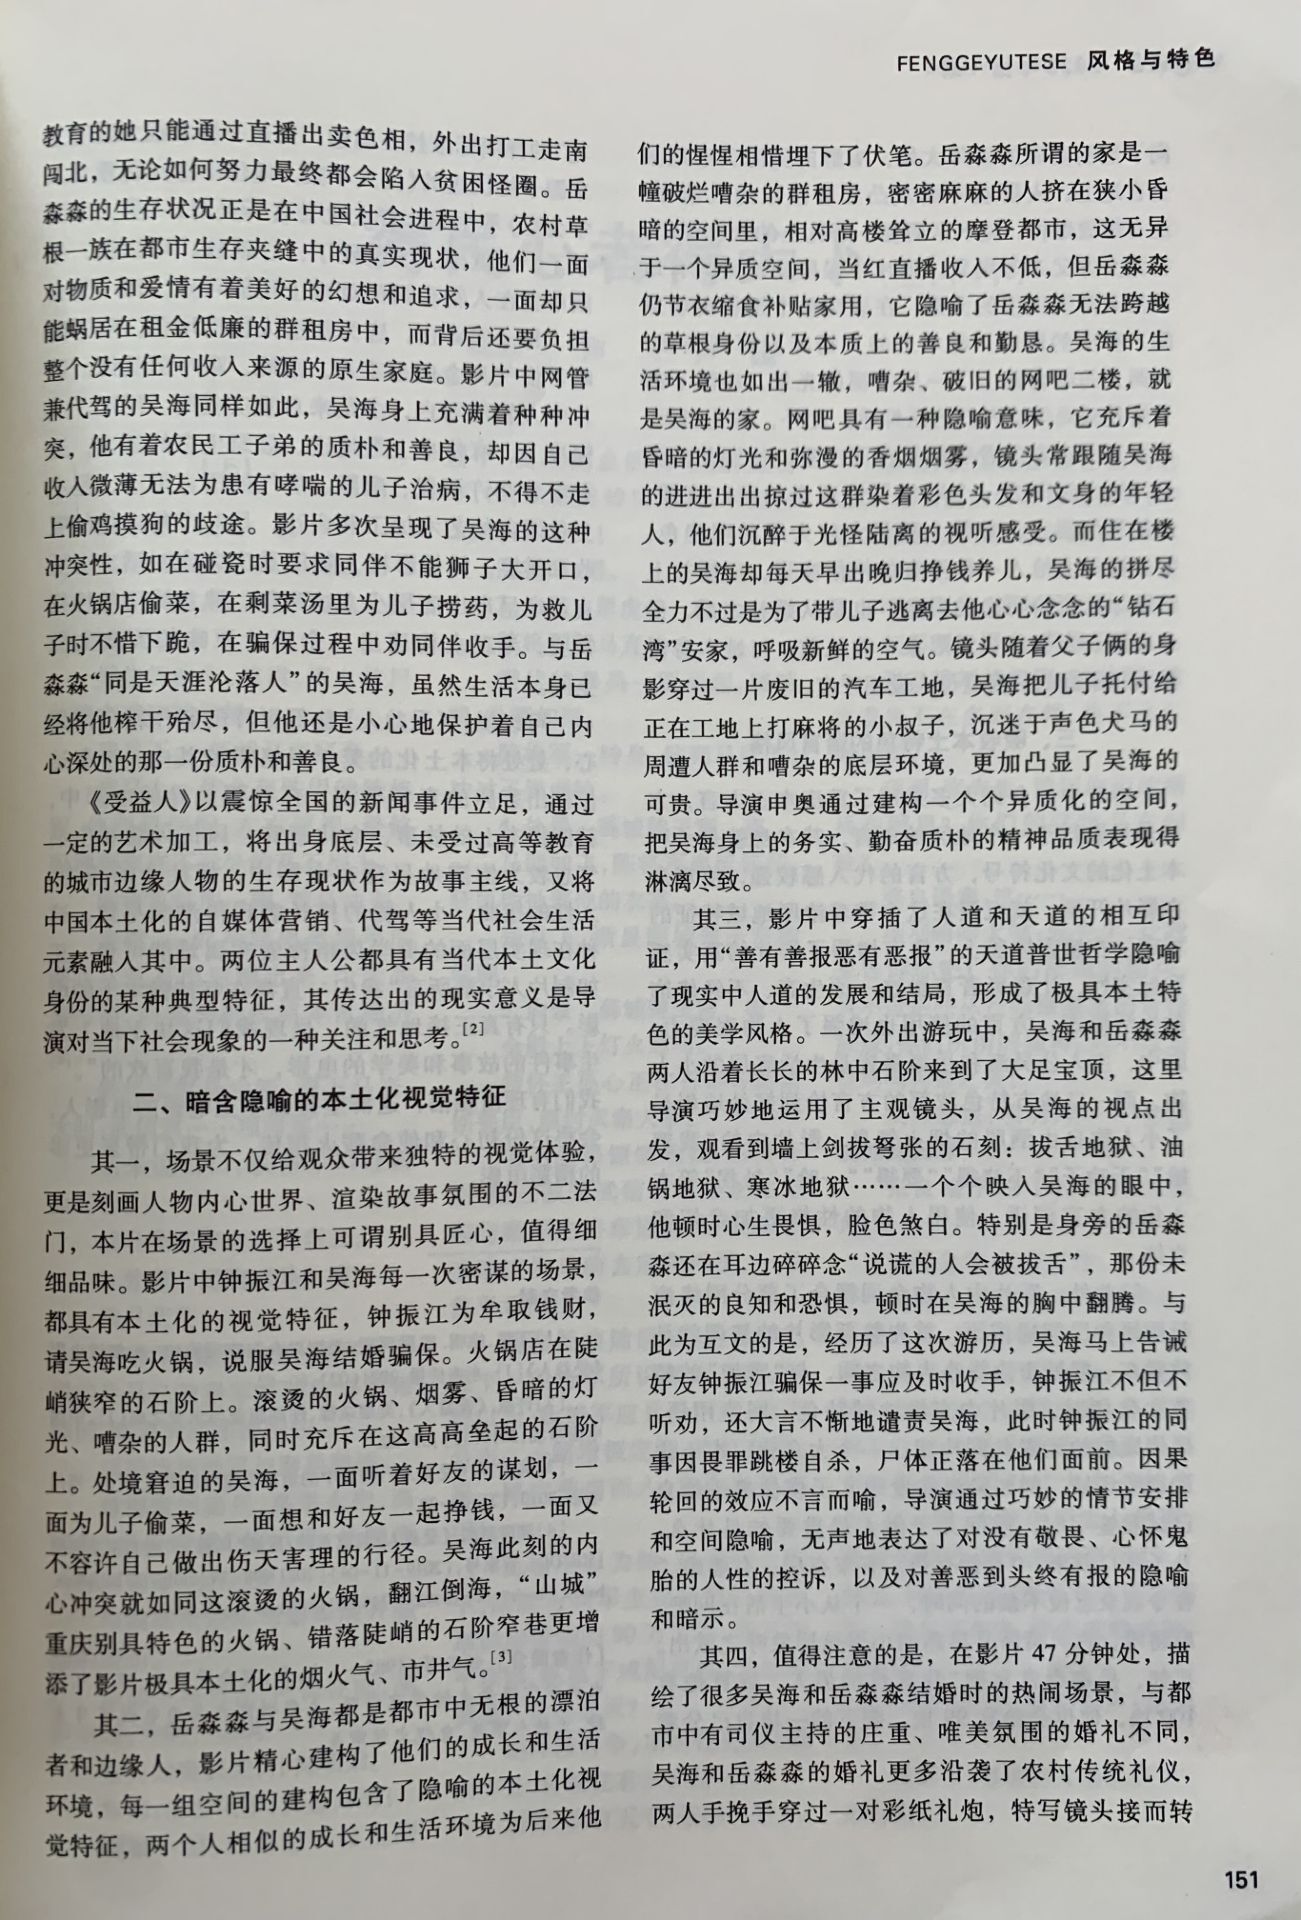 FENGGEYUTESE 风格与特色
教育的她只能通过直播出卖色相，外出打工走南
闯北，无论如何努力最终都会陷入贫困怪圈。岳
淼淼的生存状况正是在中国社会进程中，农村草
根一族在都市生存夹缝中的真实现状，他们一面
对物质和爱情有着美好的幻想和追求，一面却只
能蜗居在租金低廉的群租房中，而背后还要负担
整个没有任何收入来源的原生家庭。影片中网管
兼代驾的吴海同样如此，吴海身上充满着种种冲
突，他有着农民工子弟的质朴和善良，却因自己
收入微薄无法为患有哮喘的儿子治病，不得不走
上偷鸡摸狗的歧途。影片多次呈现了吴海的这种
冲突性，如在碰瓷时要求同伴不能狮子大开口，
在火锅店偷菜，在剩菜汤里为儿子捞药，为救儿
子时不惜下跪，在骗保过程中劝同伴收手。与岳
淼淼“同是天涯沦落人”的吴海，虽然生活本身已
经将他榨干殆尽，但他还是小心地保护着自己内
心深处的那一份质朴和善良。
《受益人》以震惊全国的新闻事件立足，通过
一定的艺术加工，将出身底层、未受过高等教育
的城市边缘人物的生存现状作为故事主线，又将
中国本土化的自媒体营销、代驾等当代社会生活
元素融入其中。两位主人公都具有当代本土文化
身份的某种典型特征，其传达出的现实意义是导
演对当下社会现象的一种关注和思考。[2]
二、暗含隐喻的本土化视觉特征
其一，场景不仅给观众带来独特的视觉体验，
更是刻画人物内心世界、渲染故事氛围的不二法
门，本片在场景的选择上可谓别具匠心，值得细
细品味。影片中钟振江和吴海每一次密谋的场景，
都具有本土化的视觉特征，钟振江为牟取钱财，
请吴海吃火锅，说服吴海结婚骗保。火锅店在陡
峭狭窄的石阶上。滚烫的火锅、烟雾、昏暗的灯
光、嘈杂的人群，同时充斥在这高高垒起的石阶
上。处境窘迫的吴海，一面听着好友的谋划，一
面为儿子偷菜，一面想和好友一起挣钱，一面又
不容许自己做出伤天害理的行径。吴海此刻的内
心冲突就如同这滚烫的火锅，翻江倒海，“山城”
重庆别具特色的火锅、错落陡峭的石阶窄巷更增
添了影片极具本土化的烟火气、市井气。[3]
其二，岳淼淼与吴海都是都市中无根的漂泊
者和边缘人，影片精心建构了他们的成长和生活
环境，每一组空间的建构包含了隐喻的本土化视
觉特征，两个人相似的成长和生活环境为后来他
们的惺惺相惜埋下了伏笔。岳淼淼所谓的家是一
幢破烂嘈杂的群租房，密密麻麻的人挤在狭小昏
暗的空间里，相对高楼耸立的摩登都市，这无异
于一个异质空间，当红直播收入不低，但岳淼淼
仍节衣缩食补贴家用，它隐喻了岳淼淼无法跨越
的草根身份以及本质上的善良和勤恳。吴海的生
活环境也如出一辙，嘈杂、破旧的网吧二楼，就
是吴海的家。网吧具有一种隐喻意味，它充斥着
昏暗的灯光和弥漫的香烟烟雾，镜头常跟随吴海
的进进出出掠过这群染着彩色头发和文身的年轻
人，他们沉醉于光怪陆离的视听感受。而住在楼
上的吴海却每天早出晚归挣钱养儿，吴海的拼尽
全力不过是为了带儿子逃离去他心心念念的“钻石
湾”安家，呼吸新鲜的空气。镜头随着父子俩的身
影穿过一片废旧的汽车工地，吴海把儿子托付给
正在工地上打麻将的小叔子，沉迷于声色犬马的
周遭人群和嘈杂的底层环境，更加凸显了吴海的
可贵。导演申奥通过建构一个个异质化的空间，
把吴海身上的务实、勤奋质朴的精神品质表现得
淋漓尽致。
其三，影片中穿插了人道和天道的相互印
证，用“善有善报恶有恶报”的天道普世哲学隐喻
了现实中人道的发展和结局，形成了极具本土特
色的美学风格。一次外出游玩中，吴海和岳淼淼
两人沿着长长的林中石阶来到了大足宝顶，这里
导演巧妙地运用了主观镜头，从吴海的视点出
发，观看到墙上剑拔弩张的石刻：拔舌地狱、油
锅地狱、寒冰地狱……一个个映入吴海的眼中，
他顿时心生畏惧，脸色煞白。特别是身旁的岳淼
淼还在耳边碎碎念“说谎的人会被拔舌”，那份未
泯灭的良知和恐惧，顿时在吴海的胸中翻腾。与
此为互文的是，经历了这次游历，吴海马上告诫
好友钟振江骗保一事应及时收手，钟振江不但不
听劝，还大言不惭地谴责吴海，此时钟振江的同
事因畏罪跳楼自杀，尸体正落在他们面前。因果
轮回的效应不言而喻，导演通过巧妙的情节安排
和空间隐喻，无声地表达了对没有敬畏、心怀鬼
胎的人性的控诉，以及对善恶到头终有报的隐喻
和暗示。
其四，值得注意的是，在影片 47 分钟处，描
绘了很多吴海和岳淼淼结婚时的热闹场景，与都
市中有司仪主持的庄重、唯美氛围的婚礼不同，
吴海和岳淼淼的婚礼更多沿袭了农村传统礼仪，
两人手挽手穿过一对彩纸礼炮，特写镜头接而转
151